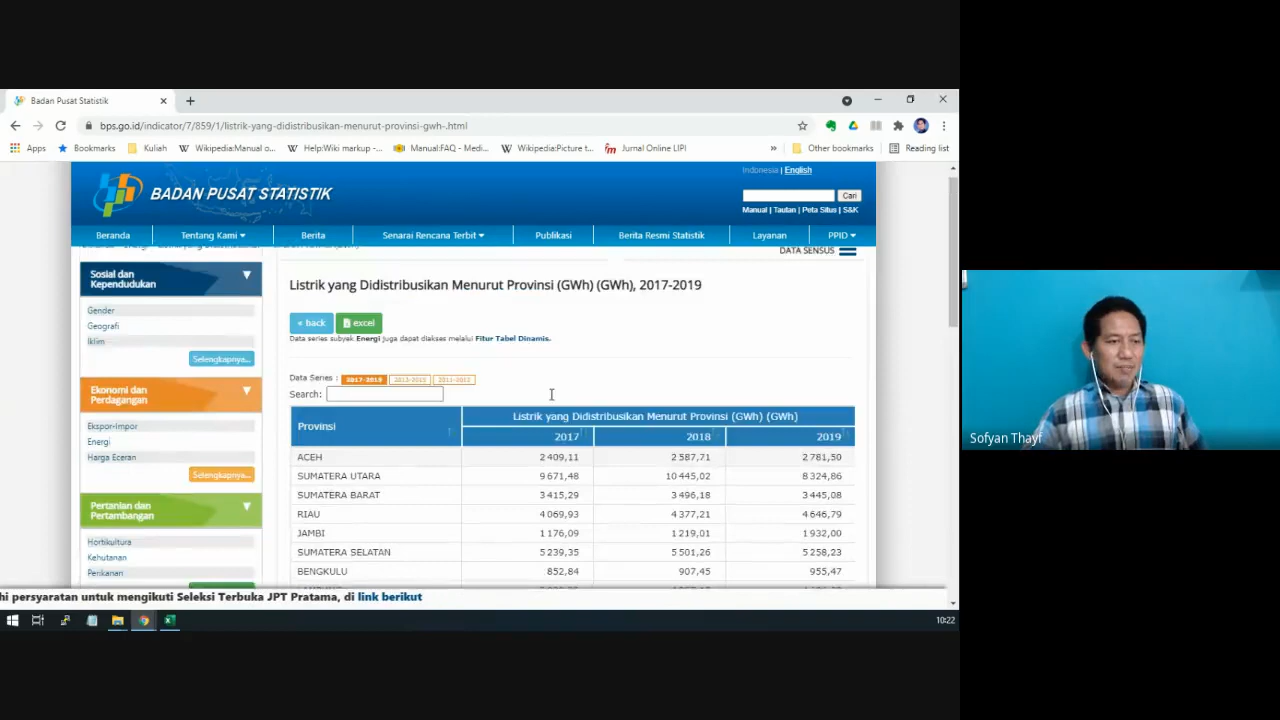 Badan Pusat Statistik
bps.go.id/indicator/7/859/1/listrik-yang-didistribusikan-menurut-provinsi-gwh-.html
Apps Bookmarks Kuliah Wikipedia:Manual o... Help:Wiki markup -... Manual:FAQ - Medi... Wikipedia:Picture t... Jurnal Online LIPI » Other bookmarks Reading list
Indonesia | English
BADAN PUSAT STATISTIK
Cari
Manual | Tautan | Peta Situs | S&K
Beranda Tentang Kami Berita Senarai Rencana Terbit Publikasi Berita Resmi Statistik Layanan PPID
DATA SENSUS
Sosial dan
Kependudukan
Gender
Geografi
Iklim
Selengkapnya...
Ekonomi dan
Perdagangan
Ekspor-Impor
Energi
Harga Eceran
Selengkapnya...
Pertanian dan
Pertambangan
Hortikultura
Kehutanan
Perikanan
Listrik yang Didistribusikan Menurut Provinsi (GWh) (GWh), 2017-2019
< back excel
Data series subyek Energi juga dapat diakses melalui Fitur Tabel Dinamis.
Data Series : 2017-2019
Search:
Provinsi Listrik yang Didistribusikan Menurut Provinsi (GWh) (GWh)
2017 2018 2019
ACEH 2 409,11 2 587,71 2 781,50
SUMATERA UTARA 9 671,48 10 445,02 8 324,86
SUMATERA BARAT 3 415,29 3 496,18 3 445,08
RIAU 4 069,93 4 377,21 4 646,79
JAMBI 1 176,09 1 219,01 1 932,00
SUMATERA SELATAN 5 239,35 5 501,26 5 258,23
BENGKULU 852,84 907,45 955,47
hi persyaratan untuk mengikuti Seleksi Terbuka JPT Pratama, di link berikut
10:22
Sofyan Thayf